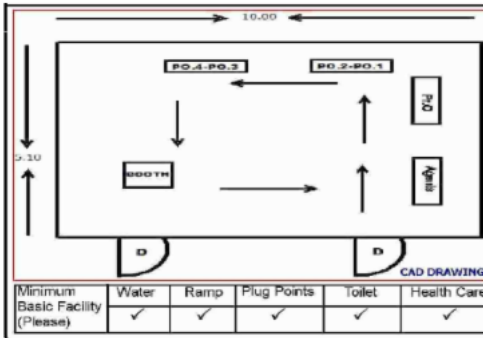 10.00
PO.4-PO.3
PO.2-PO.1
PrO
5.10
Agents
BOOTH
D
D
CAD DRAWING
Minimum Basic Facility (Please)
Water
Ramp
Plug Points
Toilet
Health Care
✓ ✓ ✓ ✓ ✓